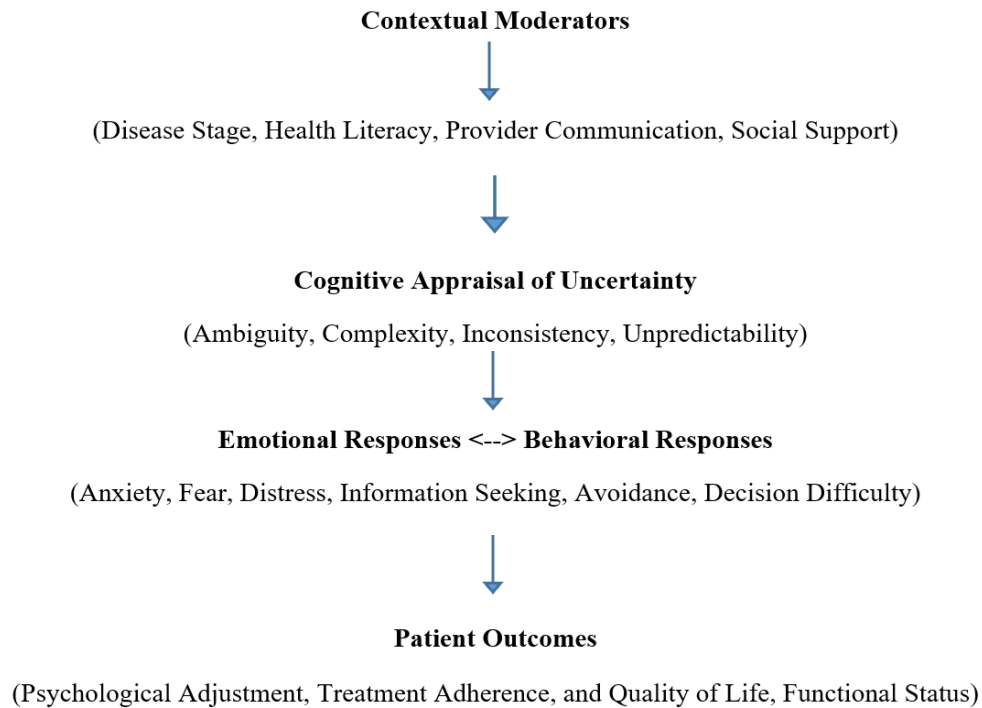 Contextual Moderators
(Disease Stage, Health Literacy, Provider Communication, Social Support)
Cognitive Appraisal of Uncertainty
(Ambiguity, Complexity, Inconsistency, Unpredictability)
Emotional Responses <--> Behavioral Responses
(Anxiety, Fear, Distress, Information Seeking, Avoidance, Decision Difficulty)
Patient Outcomes
(Psychological Adjustment, Treatment Adherence, and Quality of Life, Functional Status)